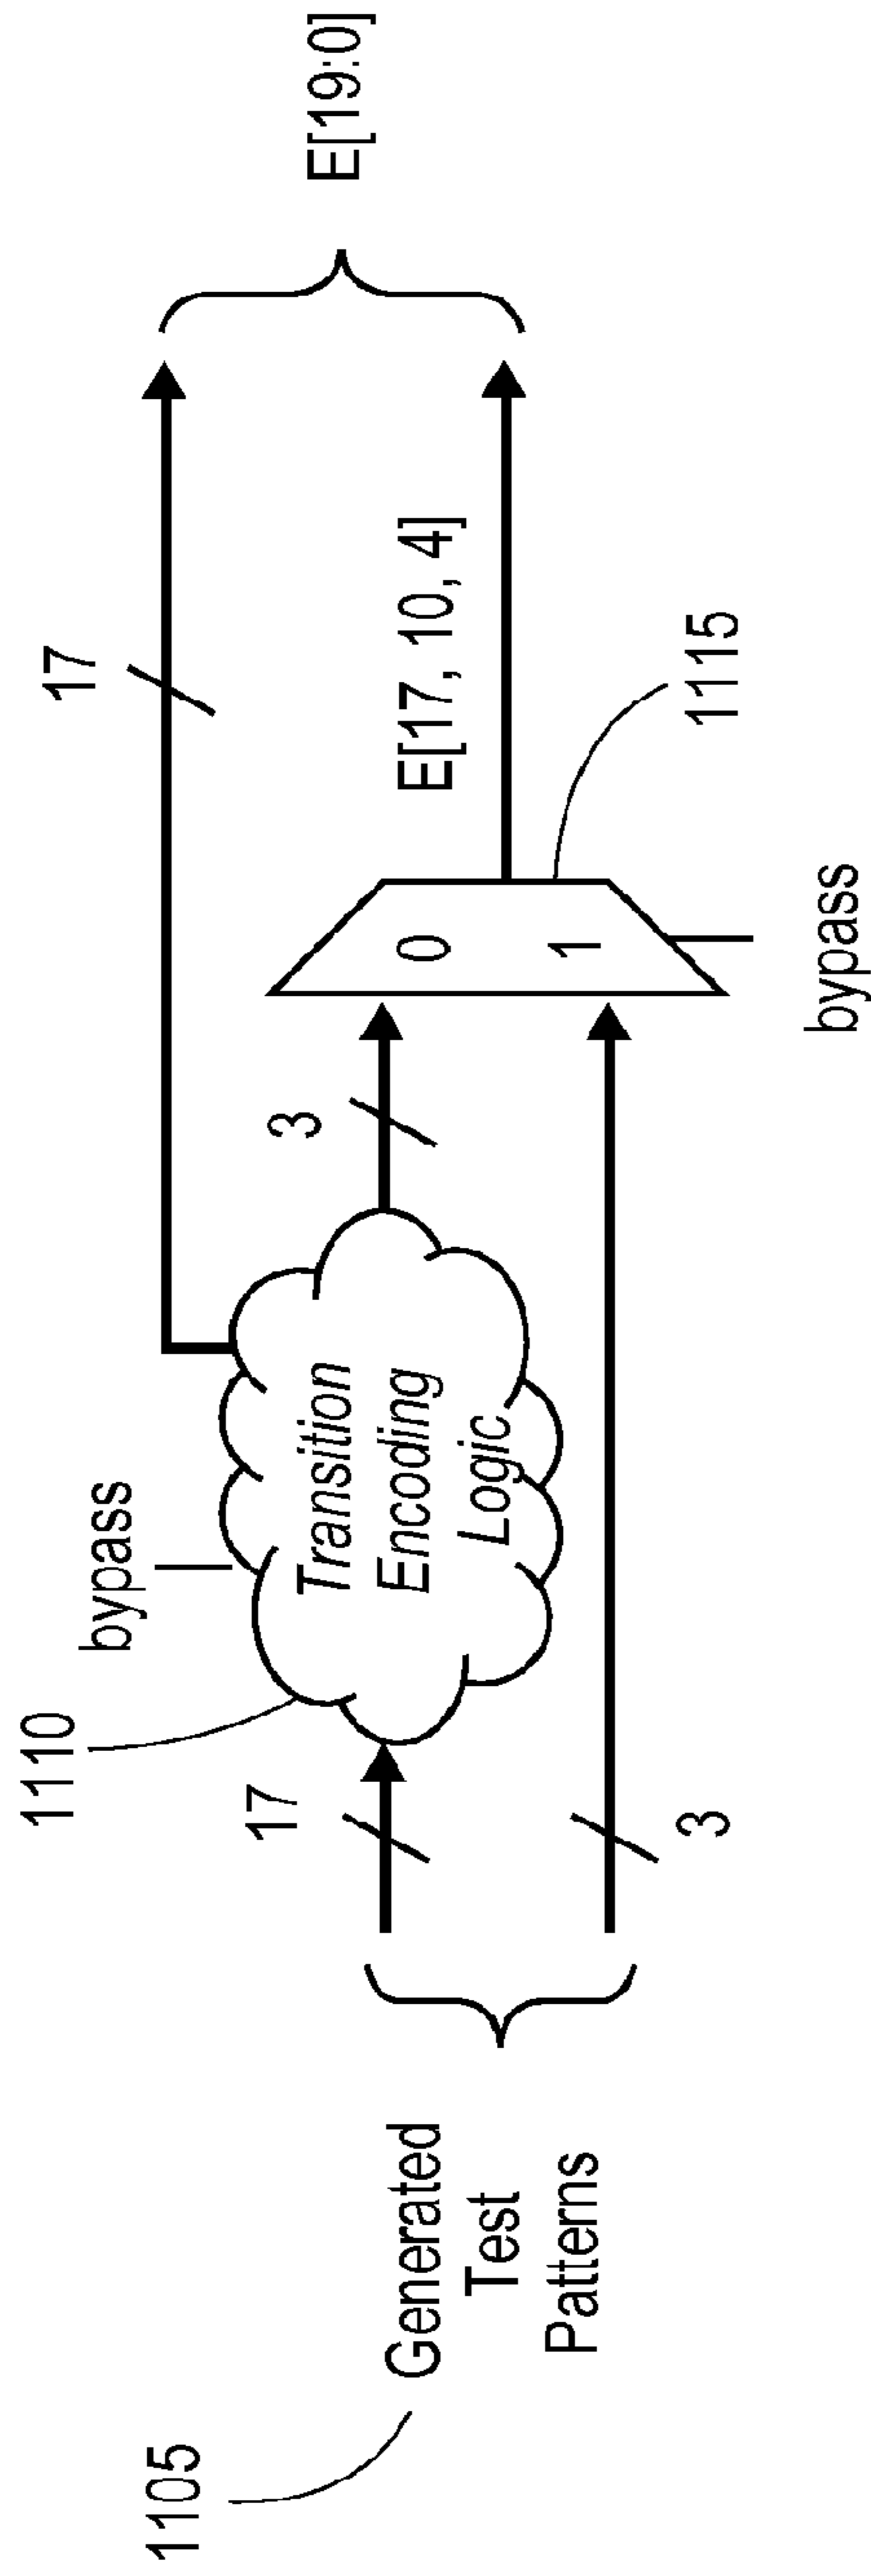 1105
Generated
Test
Patterns
17
3
1110
bypass
Transition
Encoding
Logic
3
17
0
1
bypass
1115
E[17, 10, 4]
E[19:0]